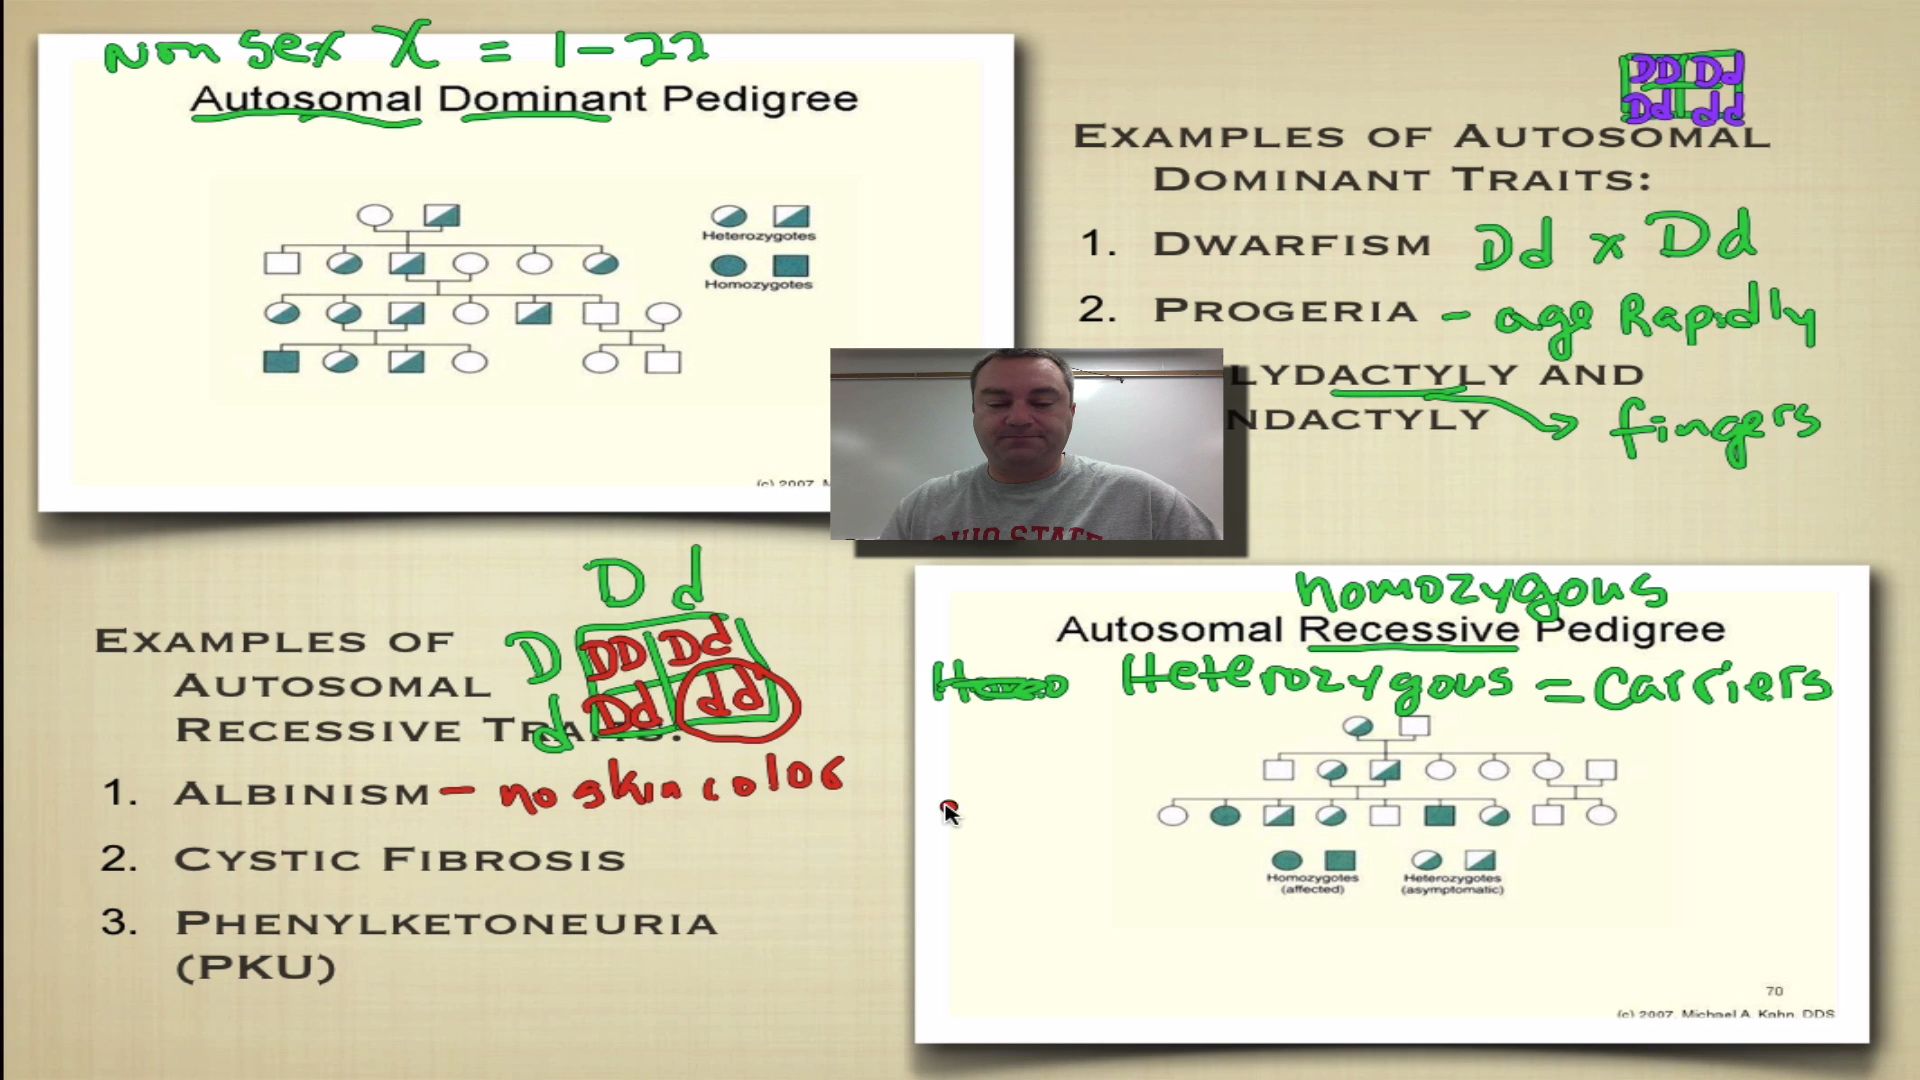 Non Sex X = 1-22
Autosomal Dominant Pedigree
Heterozygotes
Homozygotes
(c) 2007,
DD Dd
Dd dd
EXAMPLES OF AUTOSOMAL
DOMINANT TRAITS:
1. DWARFISM Dd x Dd
2. PROGERIA - age Rapidly
LYDACTYLY AND
NDACTYLY fingers
OHIO STATE
D d
EXAMPLES OF D DD Dd
AUTOSOMAL
RECESSIVE TRAITS: d Dd dd
1. ALBINISM - no skin color
2. CYSTIC FIBROSIS
3. PHENYLKETONEURIA
(PKU)
homozygous
Autosomal Recessive Pedigree
Heterozygous = carriers
Homozygotes
(affected)
Heterozygotes
(asymptomatic)
70
(c) 2007, Michael A. Kahn, DDS